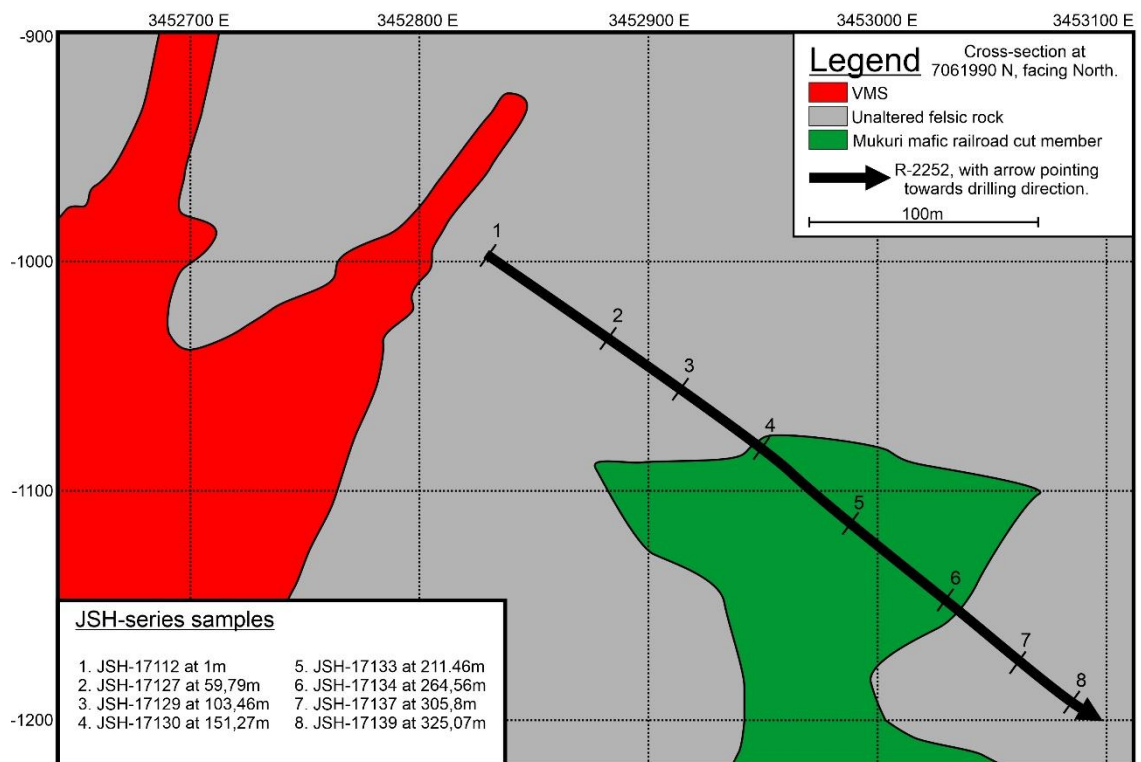 3452700 E
3452800 E
3452900 E
3453000 E
3453100 E
-900
-1000
-1100
-1200
Legend
Cross-section at
7061990 N, facing North.
VMS
Unaltered felsic rock
Mukuri mafic railroad cut member
R-2252, with arrow pointing
towards drilling direction.
100m
1
2
3
4
5
6
7
8
JSH-series samples
1. JSH-17112 at 1m
2. JSH-17127 at 59,79m
3. JSH-17129 at 103,46m
4. JSH-17130 at 151,27m
5. JSH-17133 at 211.46m
6. JSH-17134 at 264,56m
7. JSH-17137 at 305,8m
8. JSH-17139 at 325,07m